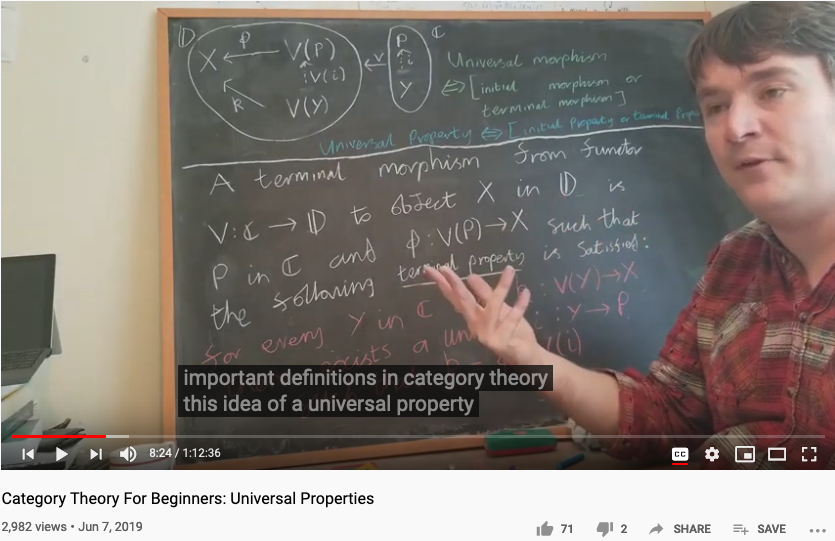 𝔻
ℂ
X ←ϕ— V(P)
V(i)
k
V(Y)
V
P
i
Y
Universal morphism
⇔ [initial morphism or
terminal morphism]
Universal Property ⇔ [initial Property or terminal Prop
A terminal morphism from functor
V: ℂ → 𝔻 to object X in 𝔻 is
P in ℂ and ϕ: V(P) → X such that
the following terminal property is satisfied:
for every Y in ℂ : V(Y) → X
exists a i : Y → P
(i)
important definitions in category theory
this idea of a universal property
8:24 / 1:12:36
CC
Category Theory For Beginners: Universal Properties
2,982 views • Jun 7, 2019
71
2
SHARE
SAVE